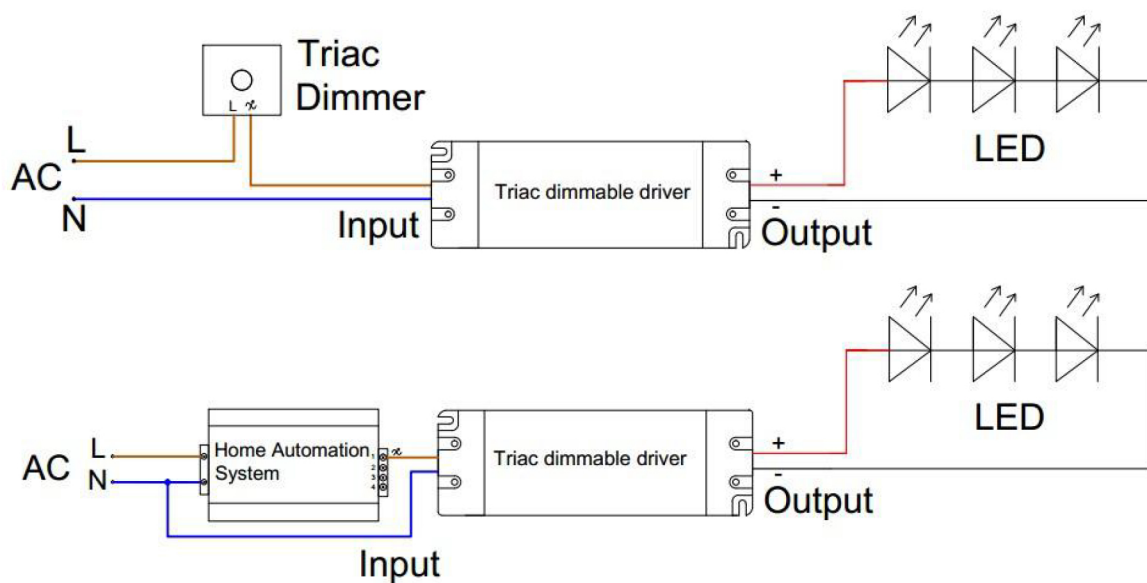 Triac
Dimmer
L
L
AC
N
Input
Triac dimmable driver
+
-
Output
LED
AC
L
N
Home Automation
System
1
2
3
4
Input
Triac dimmable driver
+
-
Output
LED